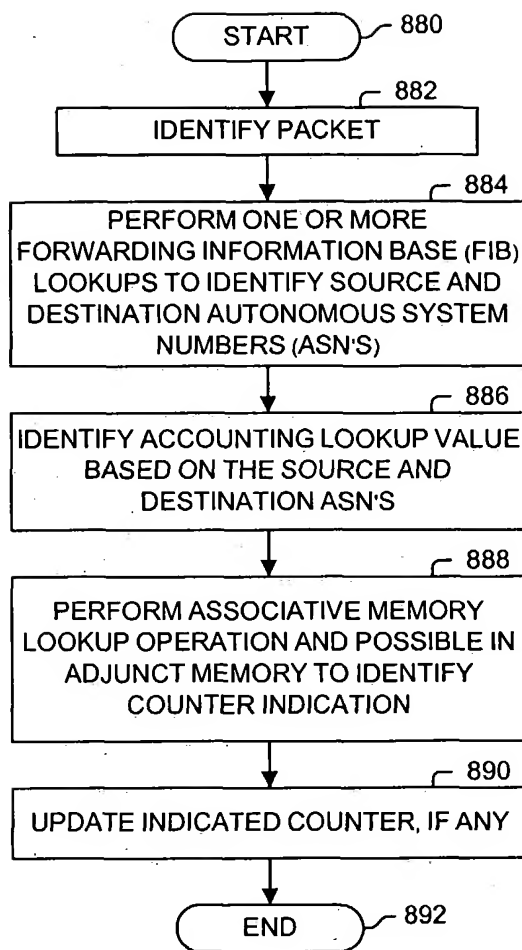 START
880
882
IDENTIFY PACKET
884
PERFORM ONE OR MORE
FORWARDING INFORMATION BASE (FIB)
LOOKUPS TO IDENTIFY SOURCE AND
DESTINATION AUTONOMOUS SYSTEM
NUMBERS (ASN'S)
886
IDENTIFY ACCOUNTING LOOKUP VALUE
BASED ON THE SOURCE AND
DESTINATION ASN'S
888
PERFORM ASSOCIATIVE MEMORY
LOOKUP OPERATION AND POSSIBLE IN
ADJUNCT MEMORY TO IDENTIFY
COUNTER INDICATION
890
UPDATE INDICATED COUNTER, IF ANY
END
892